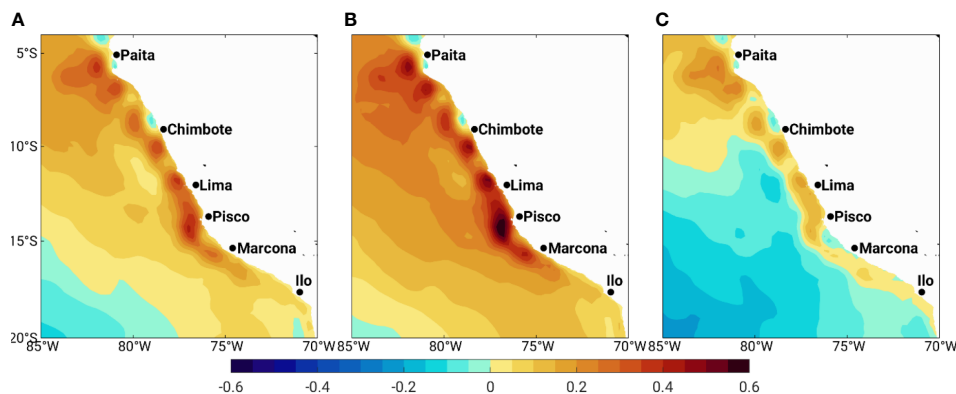 A B C
5°S
10°S
15°S
20°S
Paita
Chimbote
Lima
Pisco
Marcona
Ilo
85°W 80°W 75°W 70°W
Paita
Chimbote
Lima
Pisco
Marcona
Ilo
85°W 80°W 75°W 70°W
Paita
Chimbote
Lima
Pisco
Marcona
Ilo
85°W 80°W 75°W 70°W
-0.6 -0.4 -0.2 0 0.2 0.4 0.6